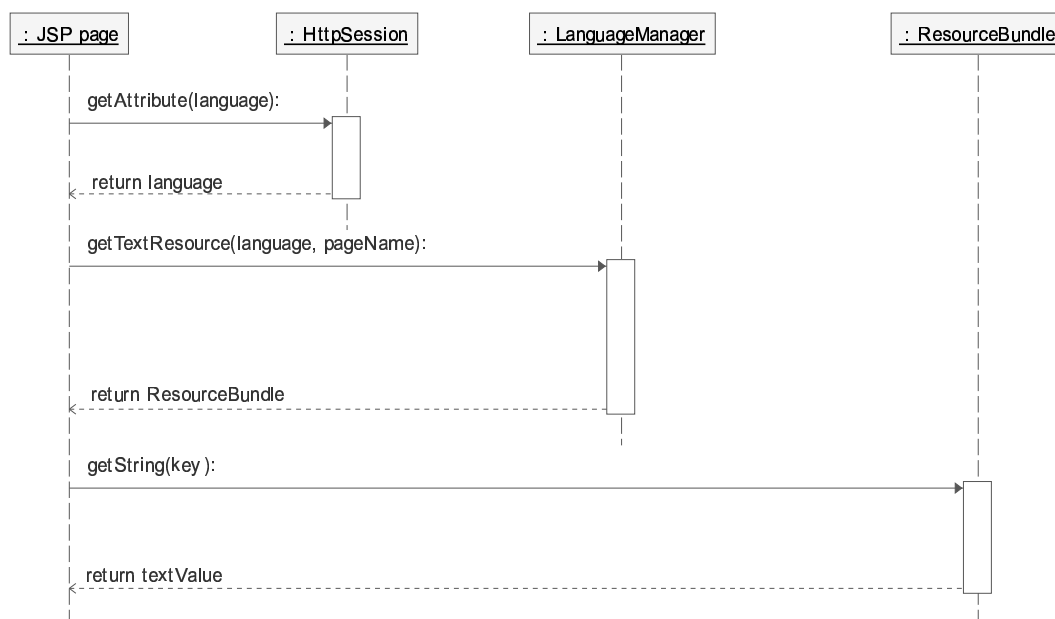 : JSP page
: HttpSession
: LanguageManager
: ResourceBundle
getAttribute(language):
return language
getTextResource(language, pageName):
return ResourceBundle
getString(key):
return textValue